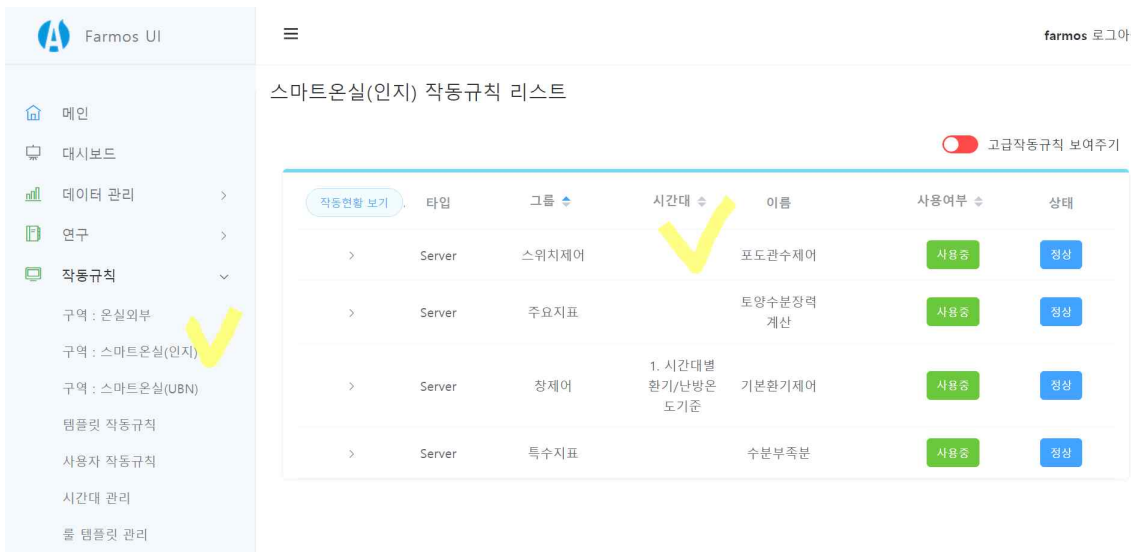 Farmos UI
farmos 로그아
스마트온실(인지) 작동규칙 리스트
메인
대시보드
데이터 관리
연구
작동규칙
구역 : 온실외부
구역 : 스마트온실(인지)
구역 : 스마트온실(UBN)
템플릿 작동규칙
사용자 작동규칙
시간대 관리
룰 템플릿 관리
고급작동규칙 보여주기
작동현황 보기 타입 그룹 시간대 이름 사용여부 상태
Server 스위치제어 포도관수제어 사용중 정상
Server 주요지표 토양수분장력 사용중 정상
계산
Server 창제어 1. 시간대별 기본환기제어 사용중 정상
환기/난방온
도기준
Server 특수지표 수분부족분 사용중 정상